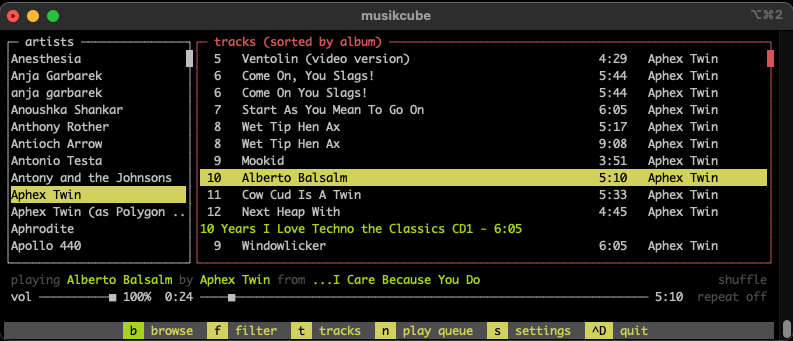 musikcube
⌥⌘2
artists
tracks (sorted by album)
Anesthesia
5 Ventolin (video version) 4:29 Aphex Twin
Anja Garbarek
6 Come On, You Slags! 5:44 Aphex Twin
anja garbarek
6 Come On You Slags! 5:44 Aphex Twin
Anoushka Shankar
7 Start As You Mean To Go On 6:05 Aphex Twin
Anthony Rother
8 Wet Tip Hen Ax 5:17 Aphex Twin
Antioch Arrow
8 Wet Tip Hen Ax 9:08 Aphex Twin
Antonio Testa
9 Mookid 3:51 Aphex Twin
Antony and the Johnsons
10 Alberto Balsalm 5:10 Aphex Twin
Aphex Twin
11 Cow Cud Is A Twin 5:33 Aphex Twin
Aphex Twin (as Polygon ..
12 Next Heap With 4:45 Aphex Twin
Aphrodite
10 Years I Love Techno the Classics CD1 - 6:05
Apollo 440
9 Windowlicker 6:05 Aphex Twin
playing Alberto Balsalm by Aphex Twin from ...I Care Because You Do shuffle
vol 100% 0:24 5:10 repeat off
b browse f filter t tracks n play queue s settings ^D quit